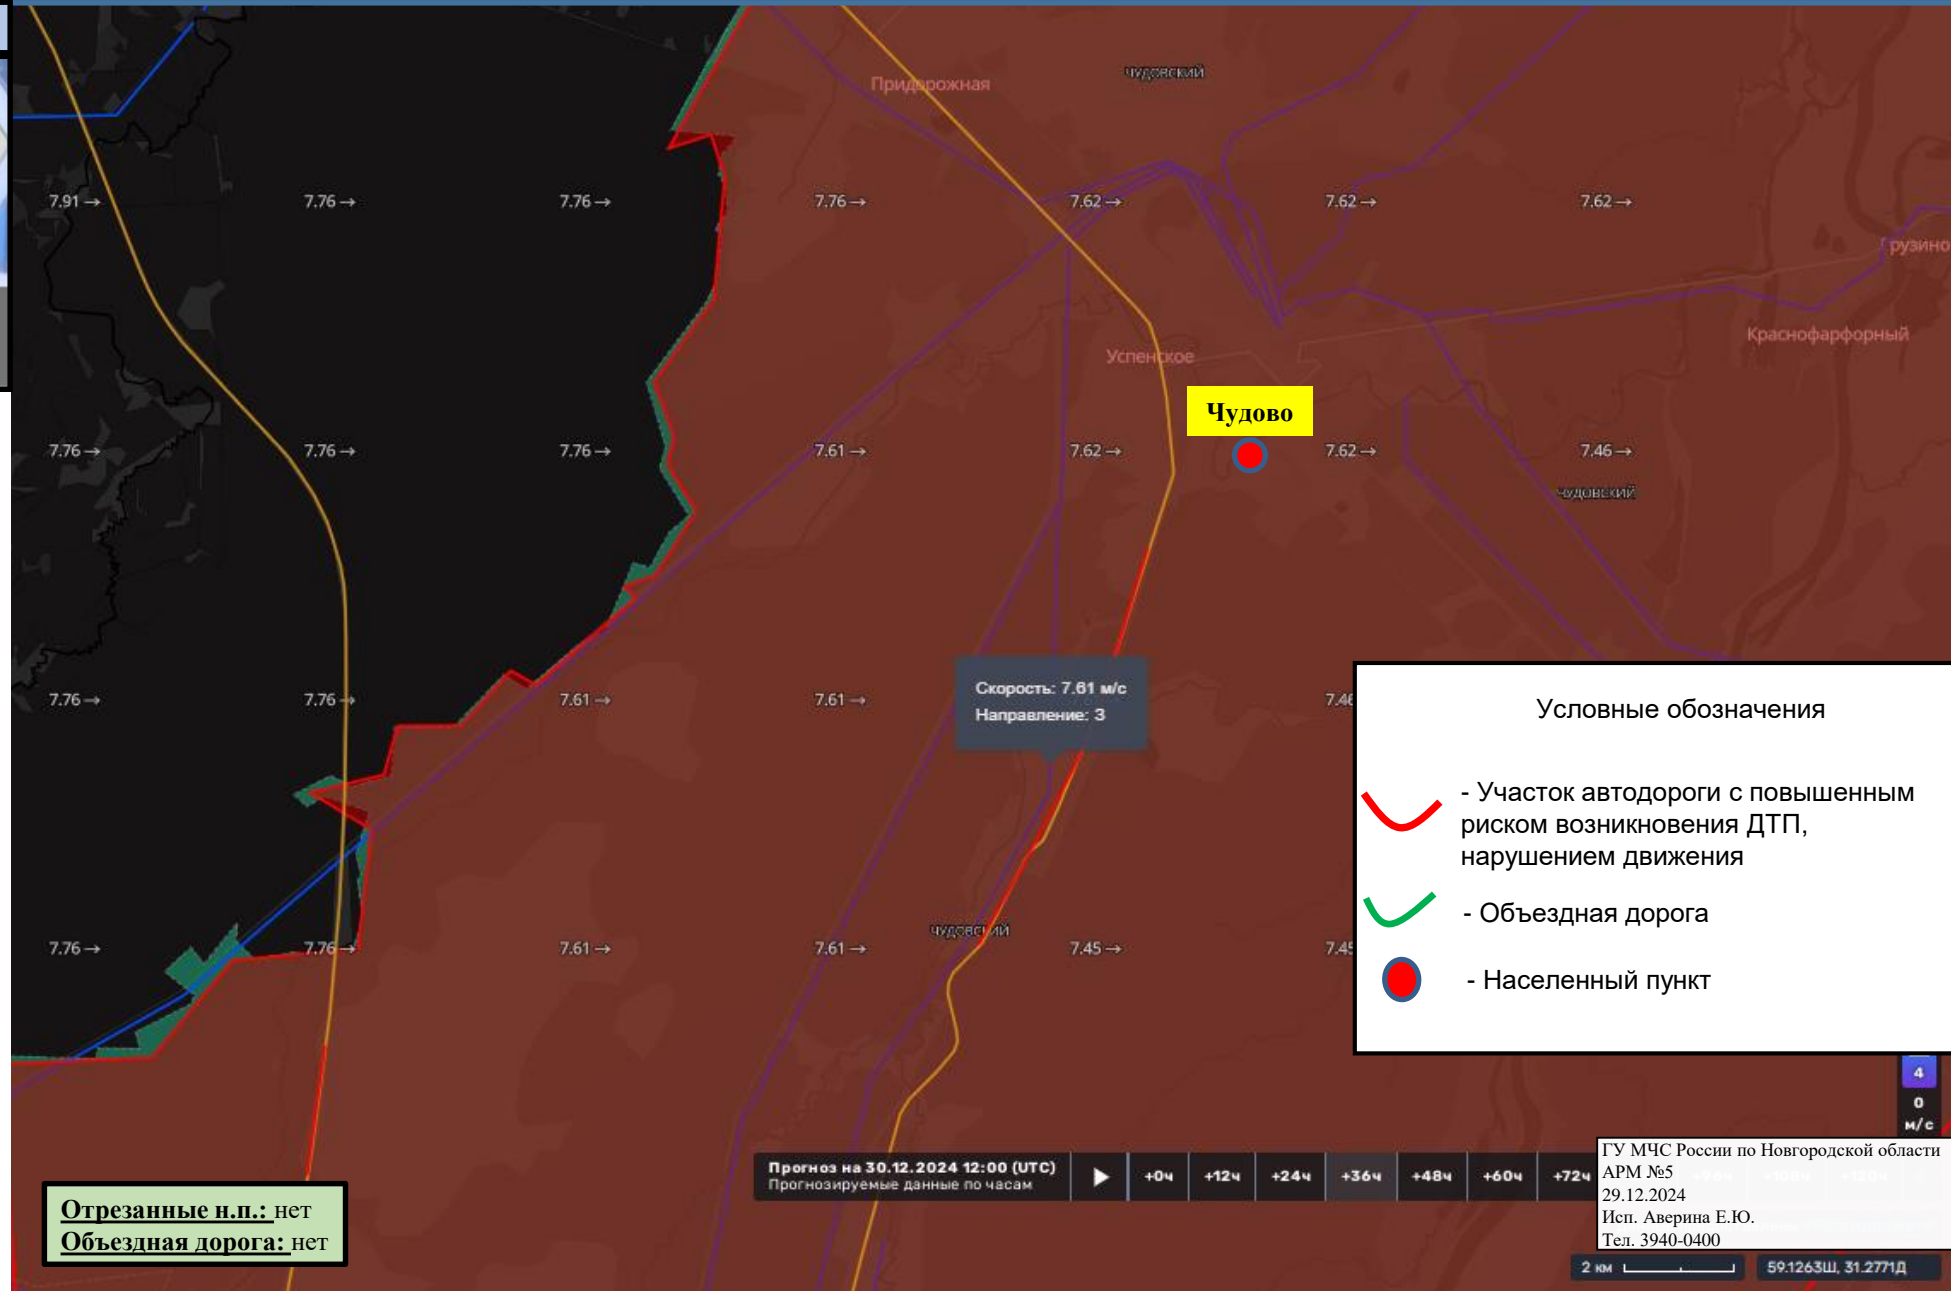 Придорожная
чудовский
7.91 →
7.76 →
7.76 →
7.76 →
7.62 →
7.62 →
7.62 →
Грузино
Краснофарфорный
Успенское
Чудово
7.76 →
7.76 →
7.76 →
7.61 →
7.62 →
7.62 →
7.46 →
чудовский
Скорость: 7.61 м/с
Направление: З
7.76 →
7.76 →
7.61 →
7.61 →
7.46
Условные обозначения
- Участок автодороги с повышенным
риском возникновения ДТП,
нарушением движения
- Объездная дорога
- Населенный пункт
чудовский
7.76 →
7.76 →
7.61 →
7.61 →
7.45 →
7.45
4
0
м/с
Прогноз на 30.12.2024 12:00 (UTC)
Прогнозируемые данные по часам
+0ч +12ч +24ч +36ч +48ч +60ч +72ч
ГУ МЧС России по Новгородской области
АРМ №5
29.12.2024
Исп. Аверина Е.Ю.
Тел. 3940-0400
Отрезанные н.п.: нет
Объездная дорога: нет
2 км
59.1263Ш, 31.2771Д